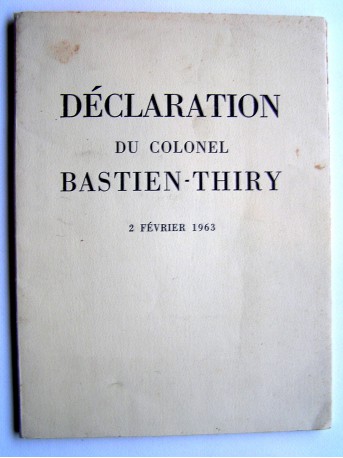 DÉCLARATION
DU COLONEL
BASTIEN-THIRY
2 FÉVRIER 1963